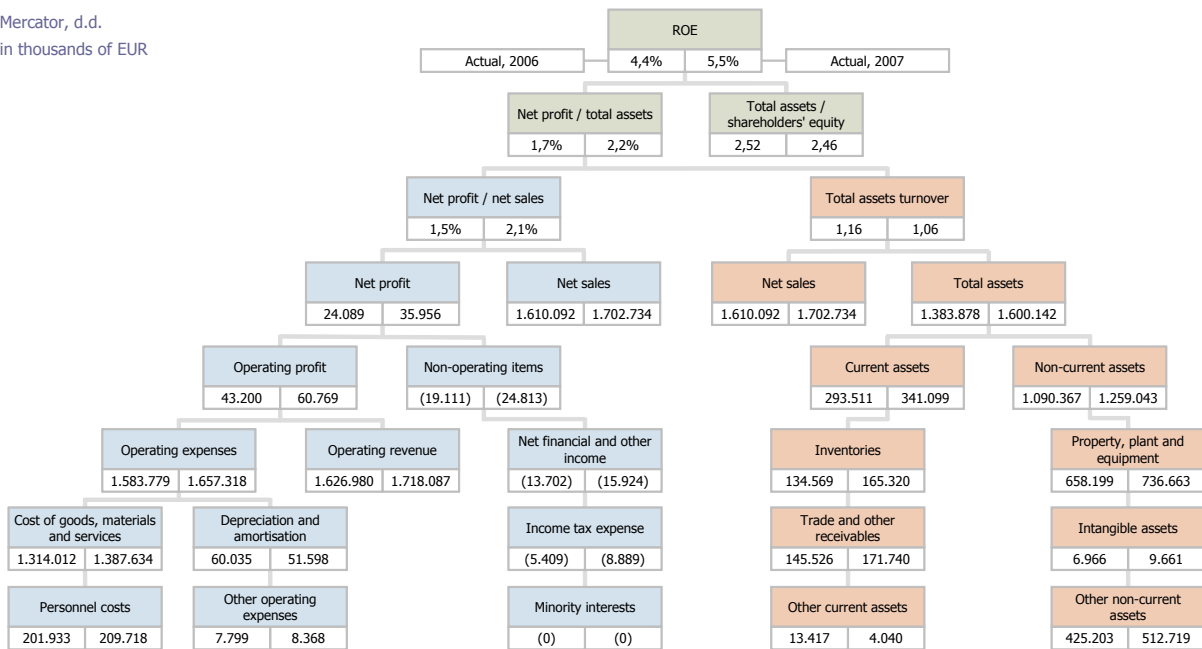 Mercator, d.d.
in thousands of EUR
ROE
Actual, 2006
4,4%
5,5%
Actual, 2007
Net profit / total assets
1,7%
2,2%
Total assets /
shareholders' equity
2,52
2,46
Net profit / net sales
1,5%
2,1%
Total assets turnover
1,16
1,06
Net profit
24.089
35.956
Net sales
1.610.092
1.702.734
Net sales
1.610.092
1.702.734
Total assets
1.383.878
1.600.142
Operating profit
43.200
60.769
Non-operating items
(19.111)
(24.813)
Current assets
293.511
341.099
Non-current assets
1.090.367
1.259.043
Operating expenses
1.583.779
1.657.318
Operating revenue
1.626.980
1.718.087
Net financial and other
income
(13.702)
(15.924)
Inventories
134.569
165.320
Property, plant and
equipment
658.199
736.663
Cost of goods, materials
and services
1.314.012
1.387.634
Depreciation and
amortisation
60.035
51.598
Income tax expense
(5.409)
(8.889)
Trade and other
receivables
145.526
171.740
Intangible assets
6.966
9.661
Personnel costs
201.933
209.718
Other operating
expenses
7.799
8.368
Minority interests
(0)
(0)
Other current assets
13.417
4.040
Other non-current
assets
425.203
512.719